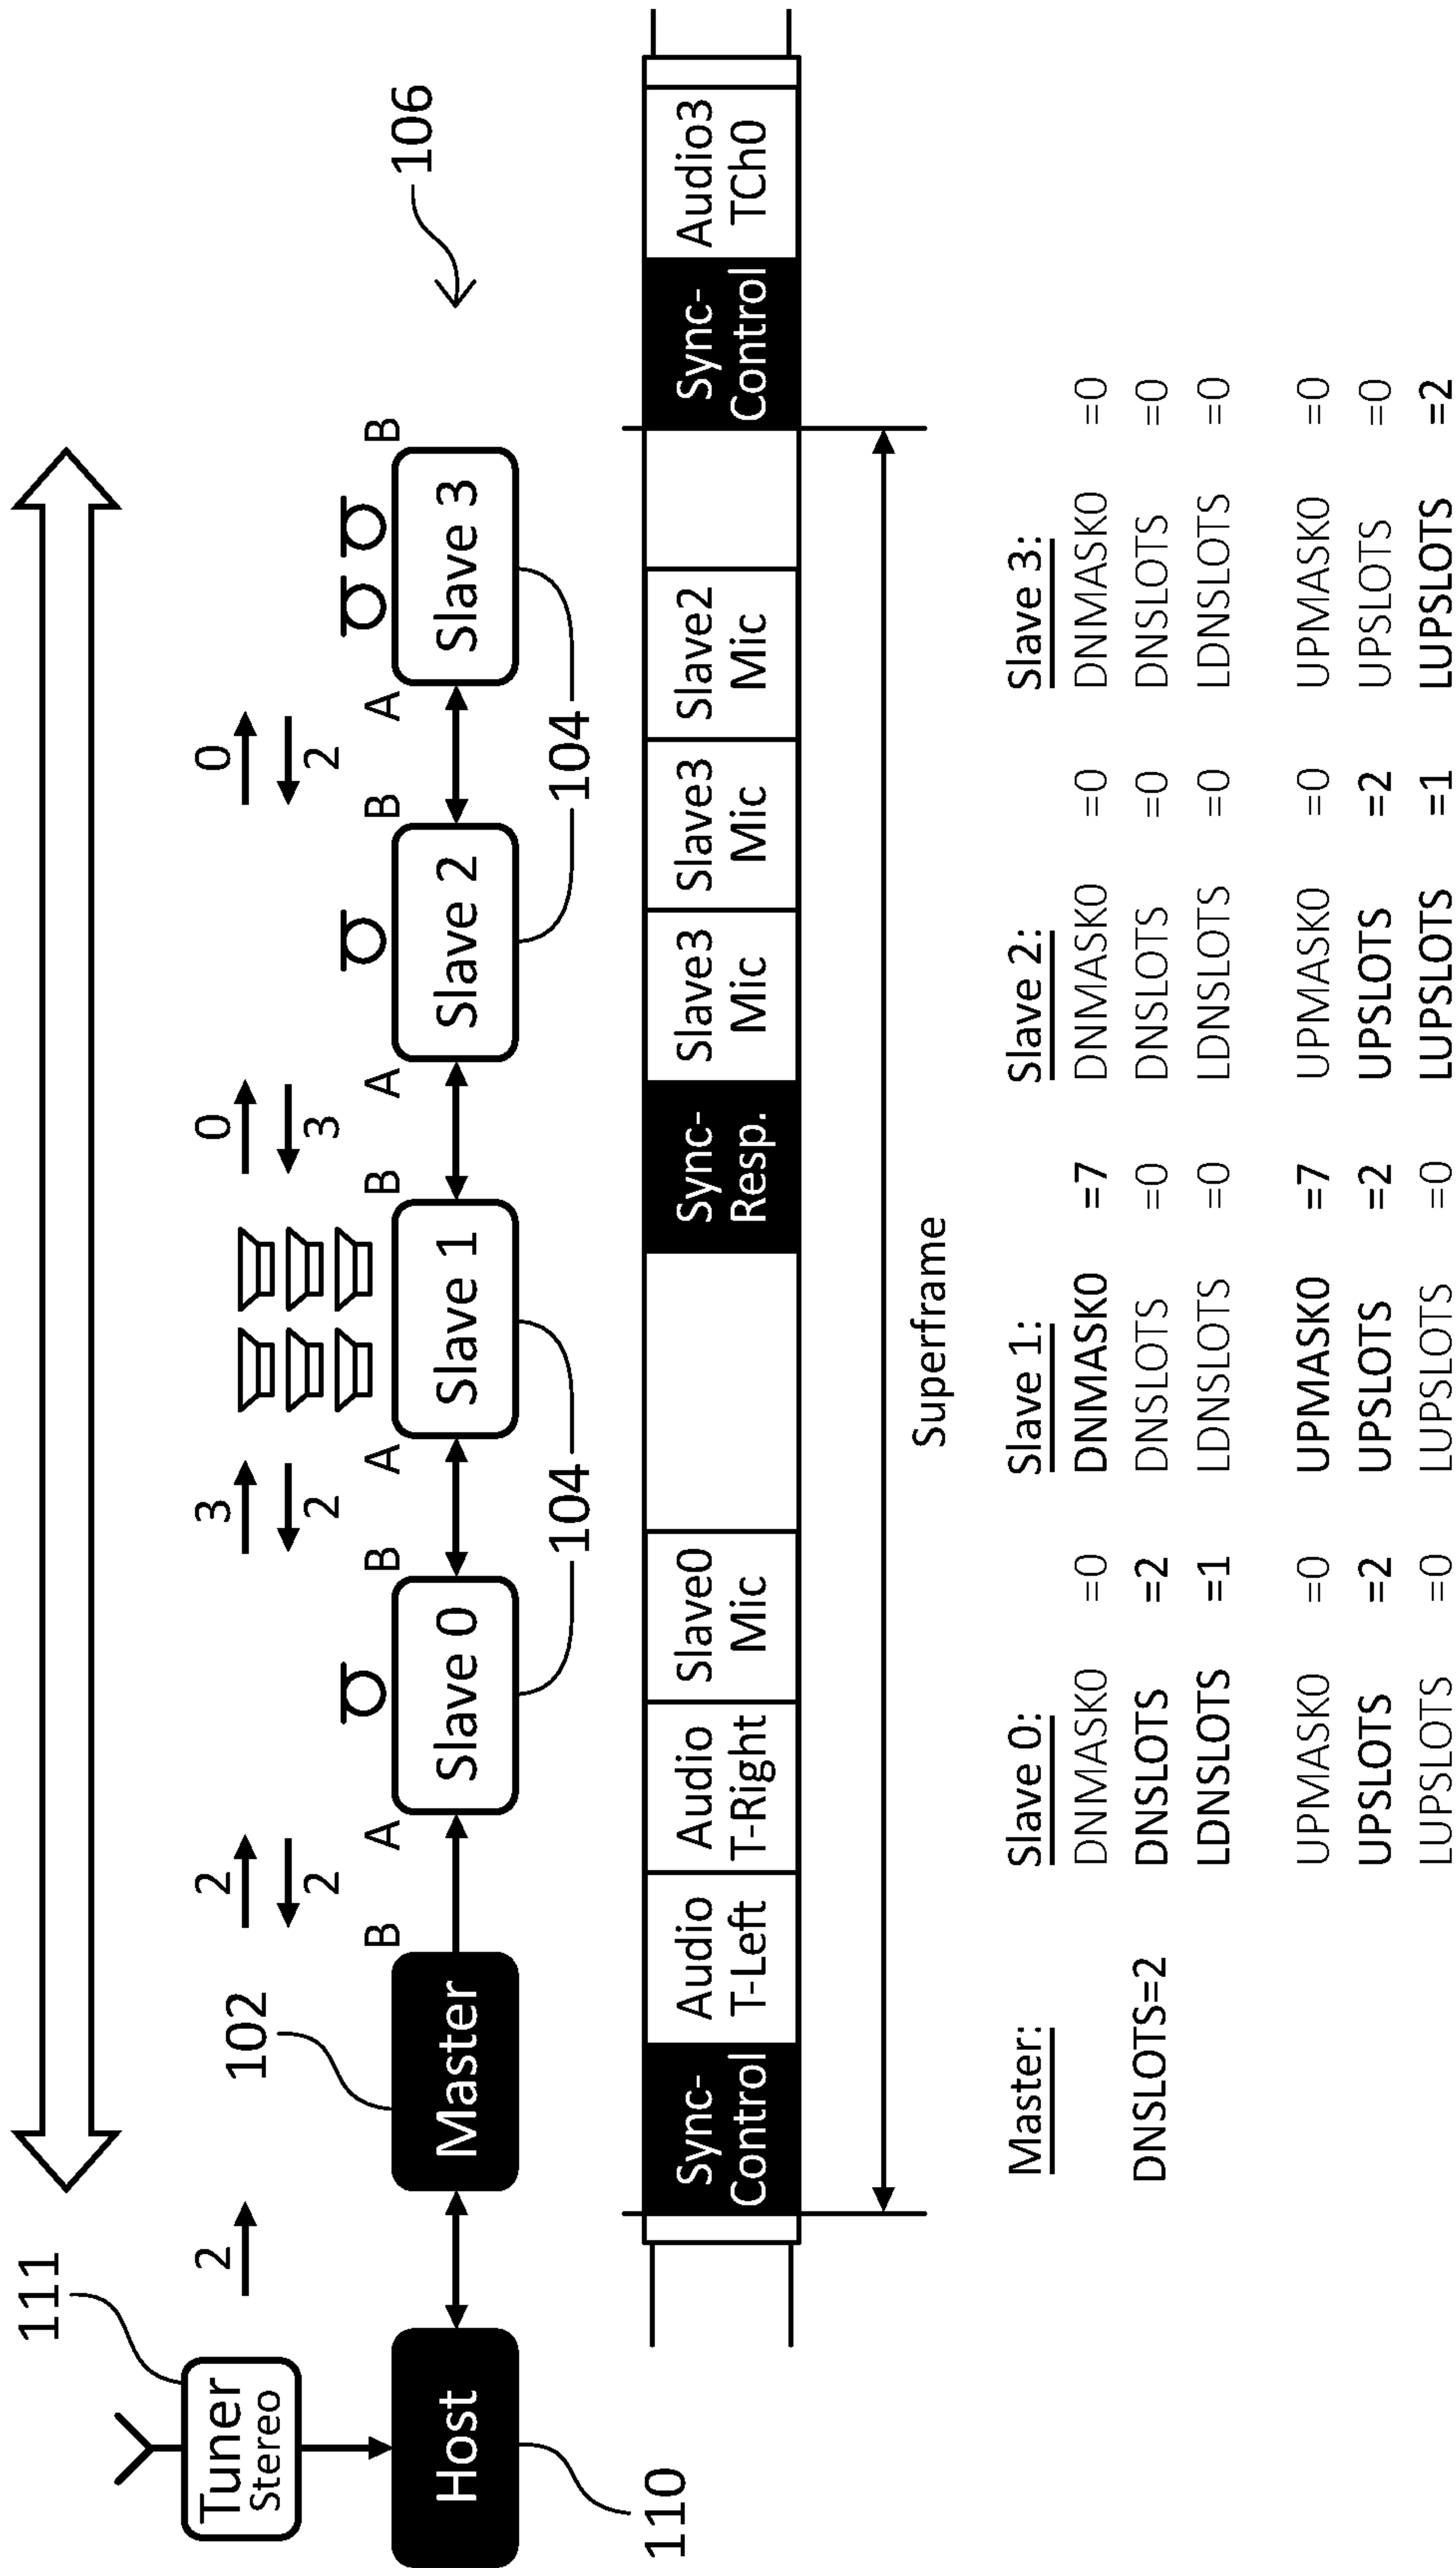 111
Tuner
Stereo
Host
110
2
102
Master
B
2
2
A
Slave 0
B
3
2
A
Slave 1
B
0
3
A
Slave 2
B
0
2
A
Slave 3
B
104
104
106
Sync-
Control
Audio
T-Left
Audio
T-Right
Slave0
Mic
Sync-
Resp.
Slave3
Mic
Slave3
Mic
Slave2
Mic
Sync-
Control
Audio3
TCh0
Superframe
Master:
DNSLOTS=2
Slave 0:
DNMASK0 =0
DNSLOTS =2
LDNSLOTS =1
UPMASK0 =0
UPSLOTS =2
LUPSLOTS =0
Slave 1:
DNMASK0 =7
DNSLOTS =0
LDNSLOTS =0
UPMASK0 =7
UPSLOTS =2
LUPSLOTS =0
Slave 2:
DNMASK0 =0
DNSLOTS =0
LDNSLOTS =0
UPMASK0 =0
UPSLOTS =2
LUPSLOTS =1
Slave 3:
DNMASK0 =0
DNSLOTS =0
LDNSLOTS =0
UPMASK0 =0
UPSLOTS =0
LUPSLOTS =2